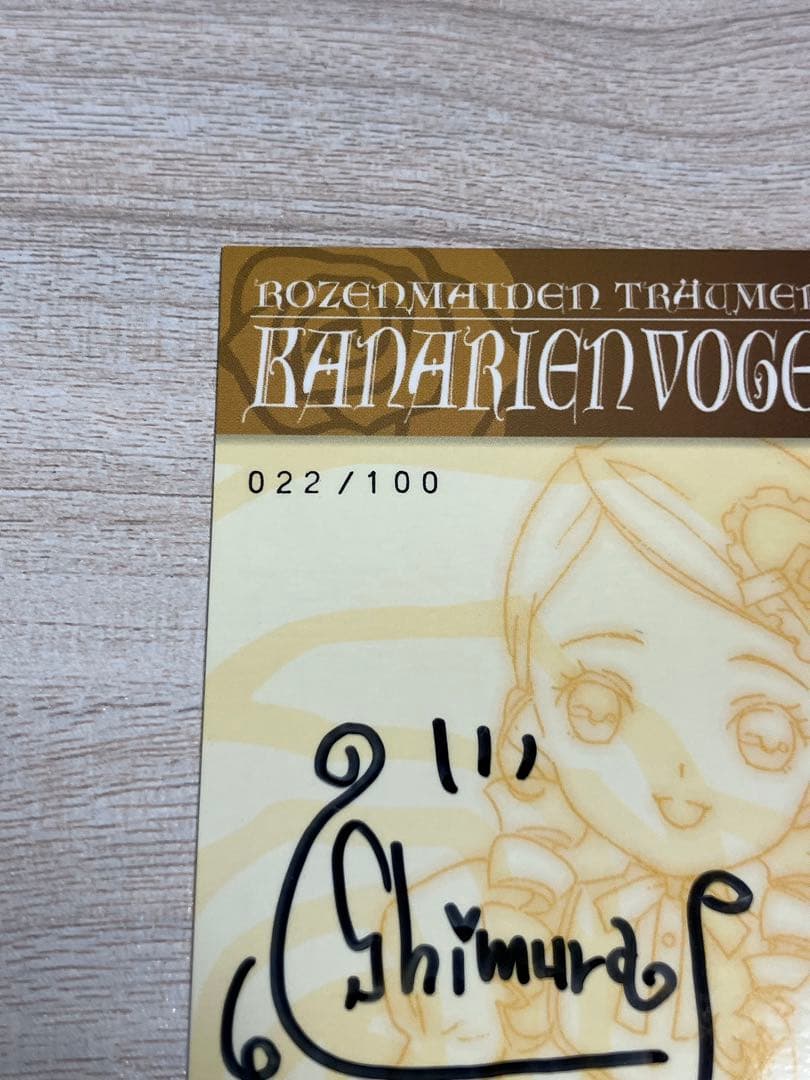 ROZENMAIDEN TRÄUMEN
KANARIENVOGE
022/100
Shimura